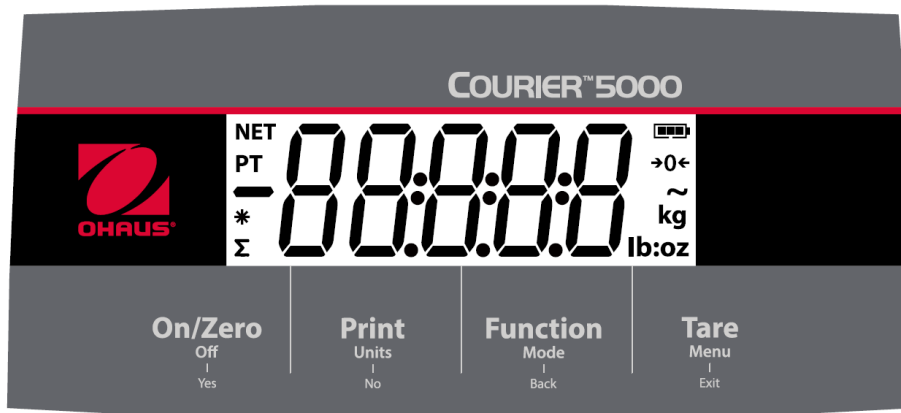 COURIER™5000
NET
PT
*
Σ
88:8:8:8
→0←
~
kg
lb:oz
OHAUS®
On/Zero Print Function Tare
Off Units Mode Menu
Yes No Back Exit